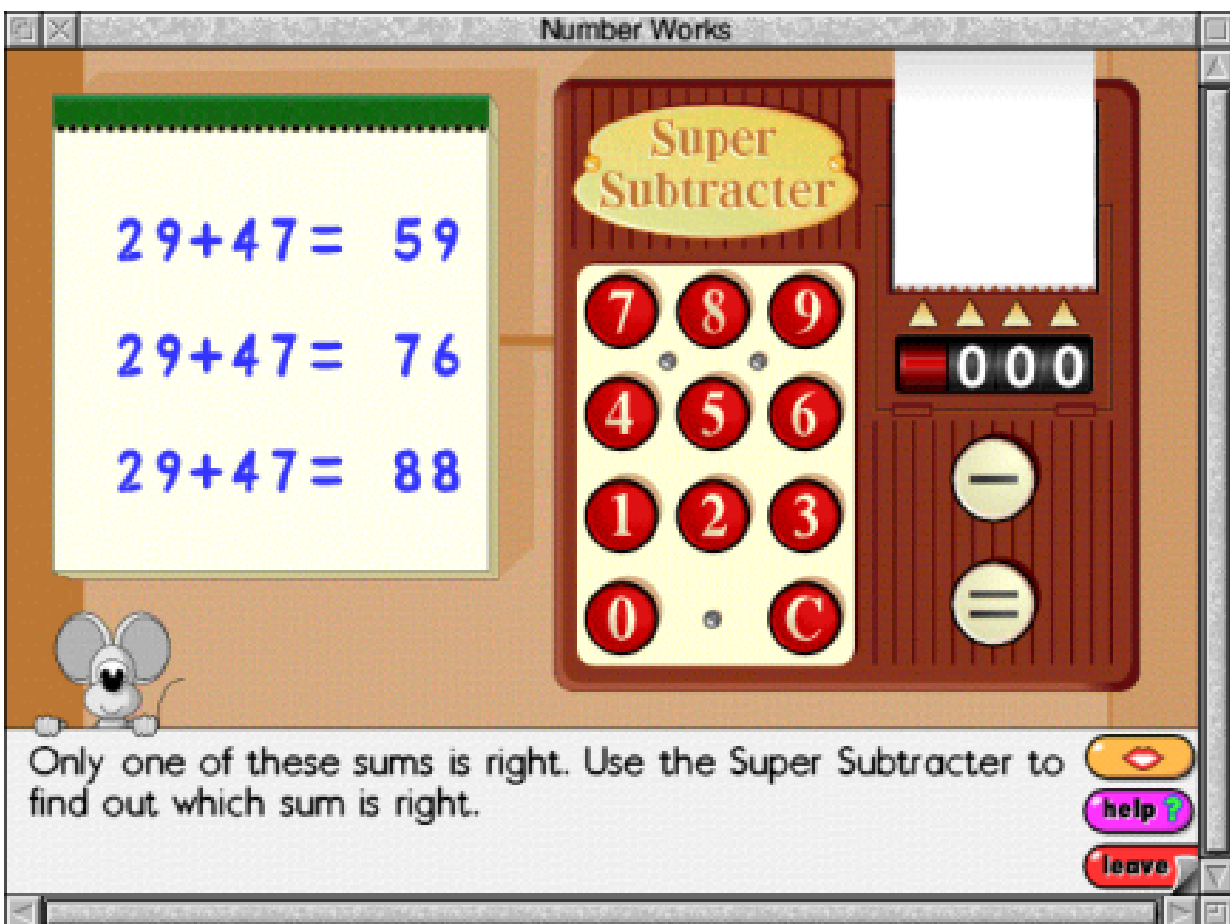 Number Works
29+47= 59
29+47= 76
29+47= 88
Super
Subtracter
7 8 9
4 5 6
1 2 3
0 C
000
−
=
Only one of these sums is right. Use the Super Subtracter to
find out which sum is right.
help ?
leave